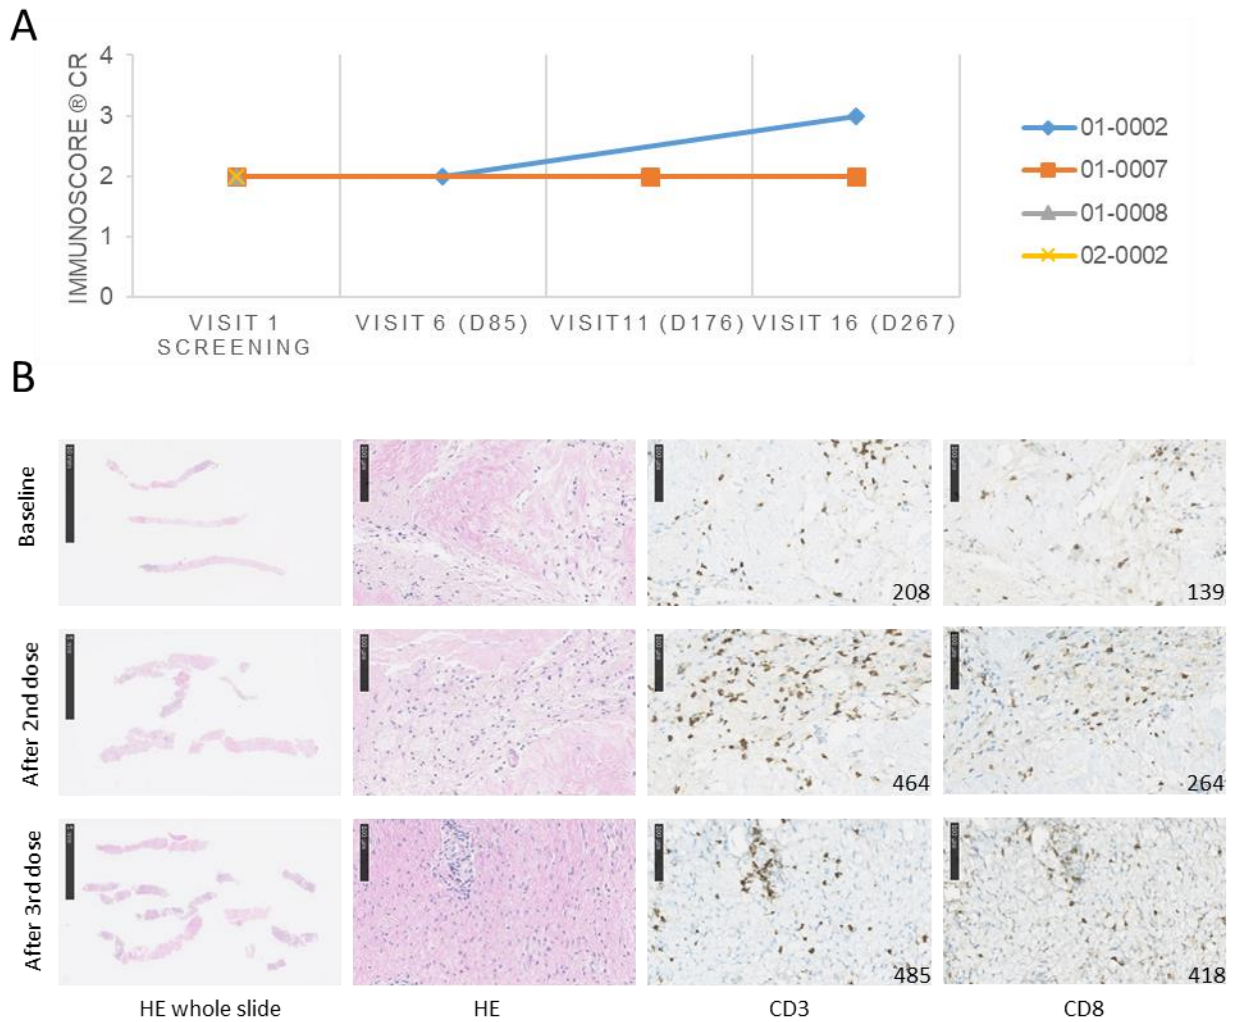 A
IMMUNOSCORE ® CR
4
3
2
1
0
VISIT 1 SCREENING
VISIT 6 (D85)
VISIT11 (D176)
VISIT 16 (D267)
01-0002
01-0007
01-0008
02-0002
B
Baseline
208
139
After 2nd dose
464
264
After 3rd dose
485
418
HE whole slide
HE
CD3
CD8